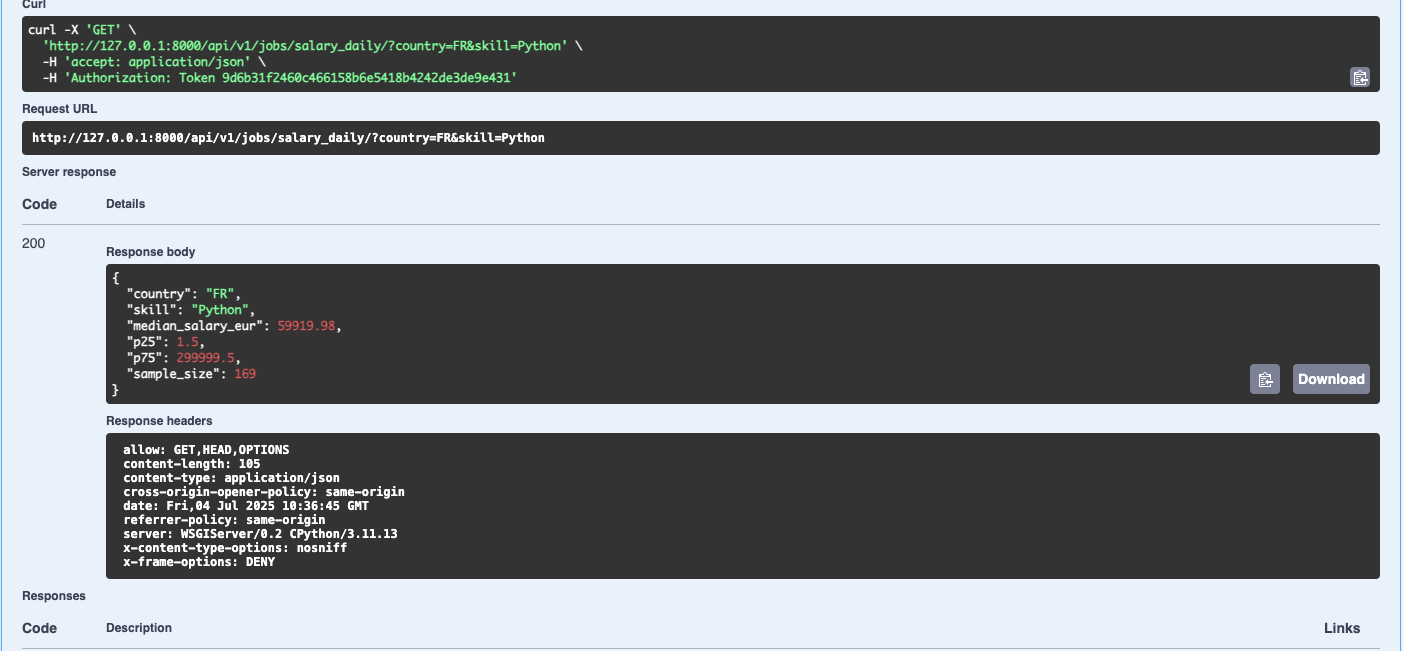 Curl
curl -X 'GET' \
  'http://127.0.0.1:8000/api/v1/jobs/salary_daily/?country=FR&skill=Python' \
  -H 'accept: application/json' \
  -H 'Authorization: Token 9d6b31f2460c466158b6e5418b4242de3de9e431'
Request URL
http://127.0.0.1:8000/api/v1/jobs/salary_daily/?country=FR&skill=Python
Server response
Code Details
200
Response body
{
  "country": "FR",
  "skill": "Python",
  "median_salary_eur": 59919.98,
  "p25": 1.5,
  "p75": 299999.5,
  "sample_size": 169
}
Download
Response headers
allow: GET,HEAD,OPTIONS
content-length: 105
content-type: application/json
cross-origin-opener-policy: same-origin
date: Fri,04 Jul 2025 10:36:45 GMT
referrer-policy: same-origin
server: WSGIServer/0.2 CPython/3.11.13
x-content-type-options: nosniff
x-frame-options: DENY
Responses
Code Description Links